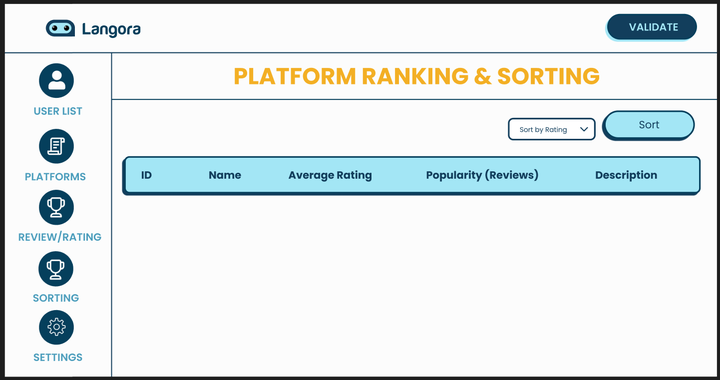 Langora
VALIDATE
PLATFORM RANKING & SORTING
USER LIST
PLATFORMS
REVIEW/RATING
SORTING
SETTINGS
Sort by Rating
Sort
ID Name Average Rating Popularity (Reviews) Description